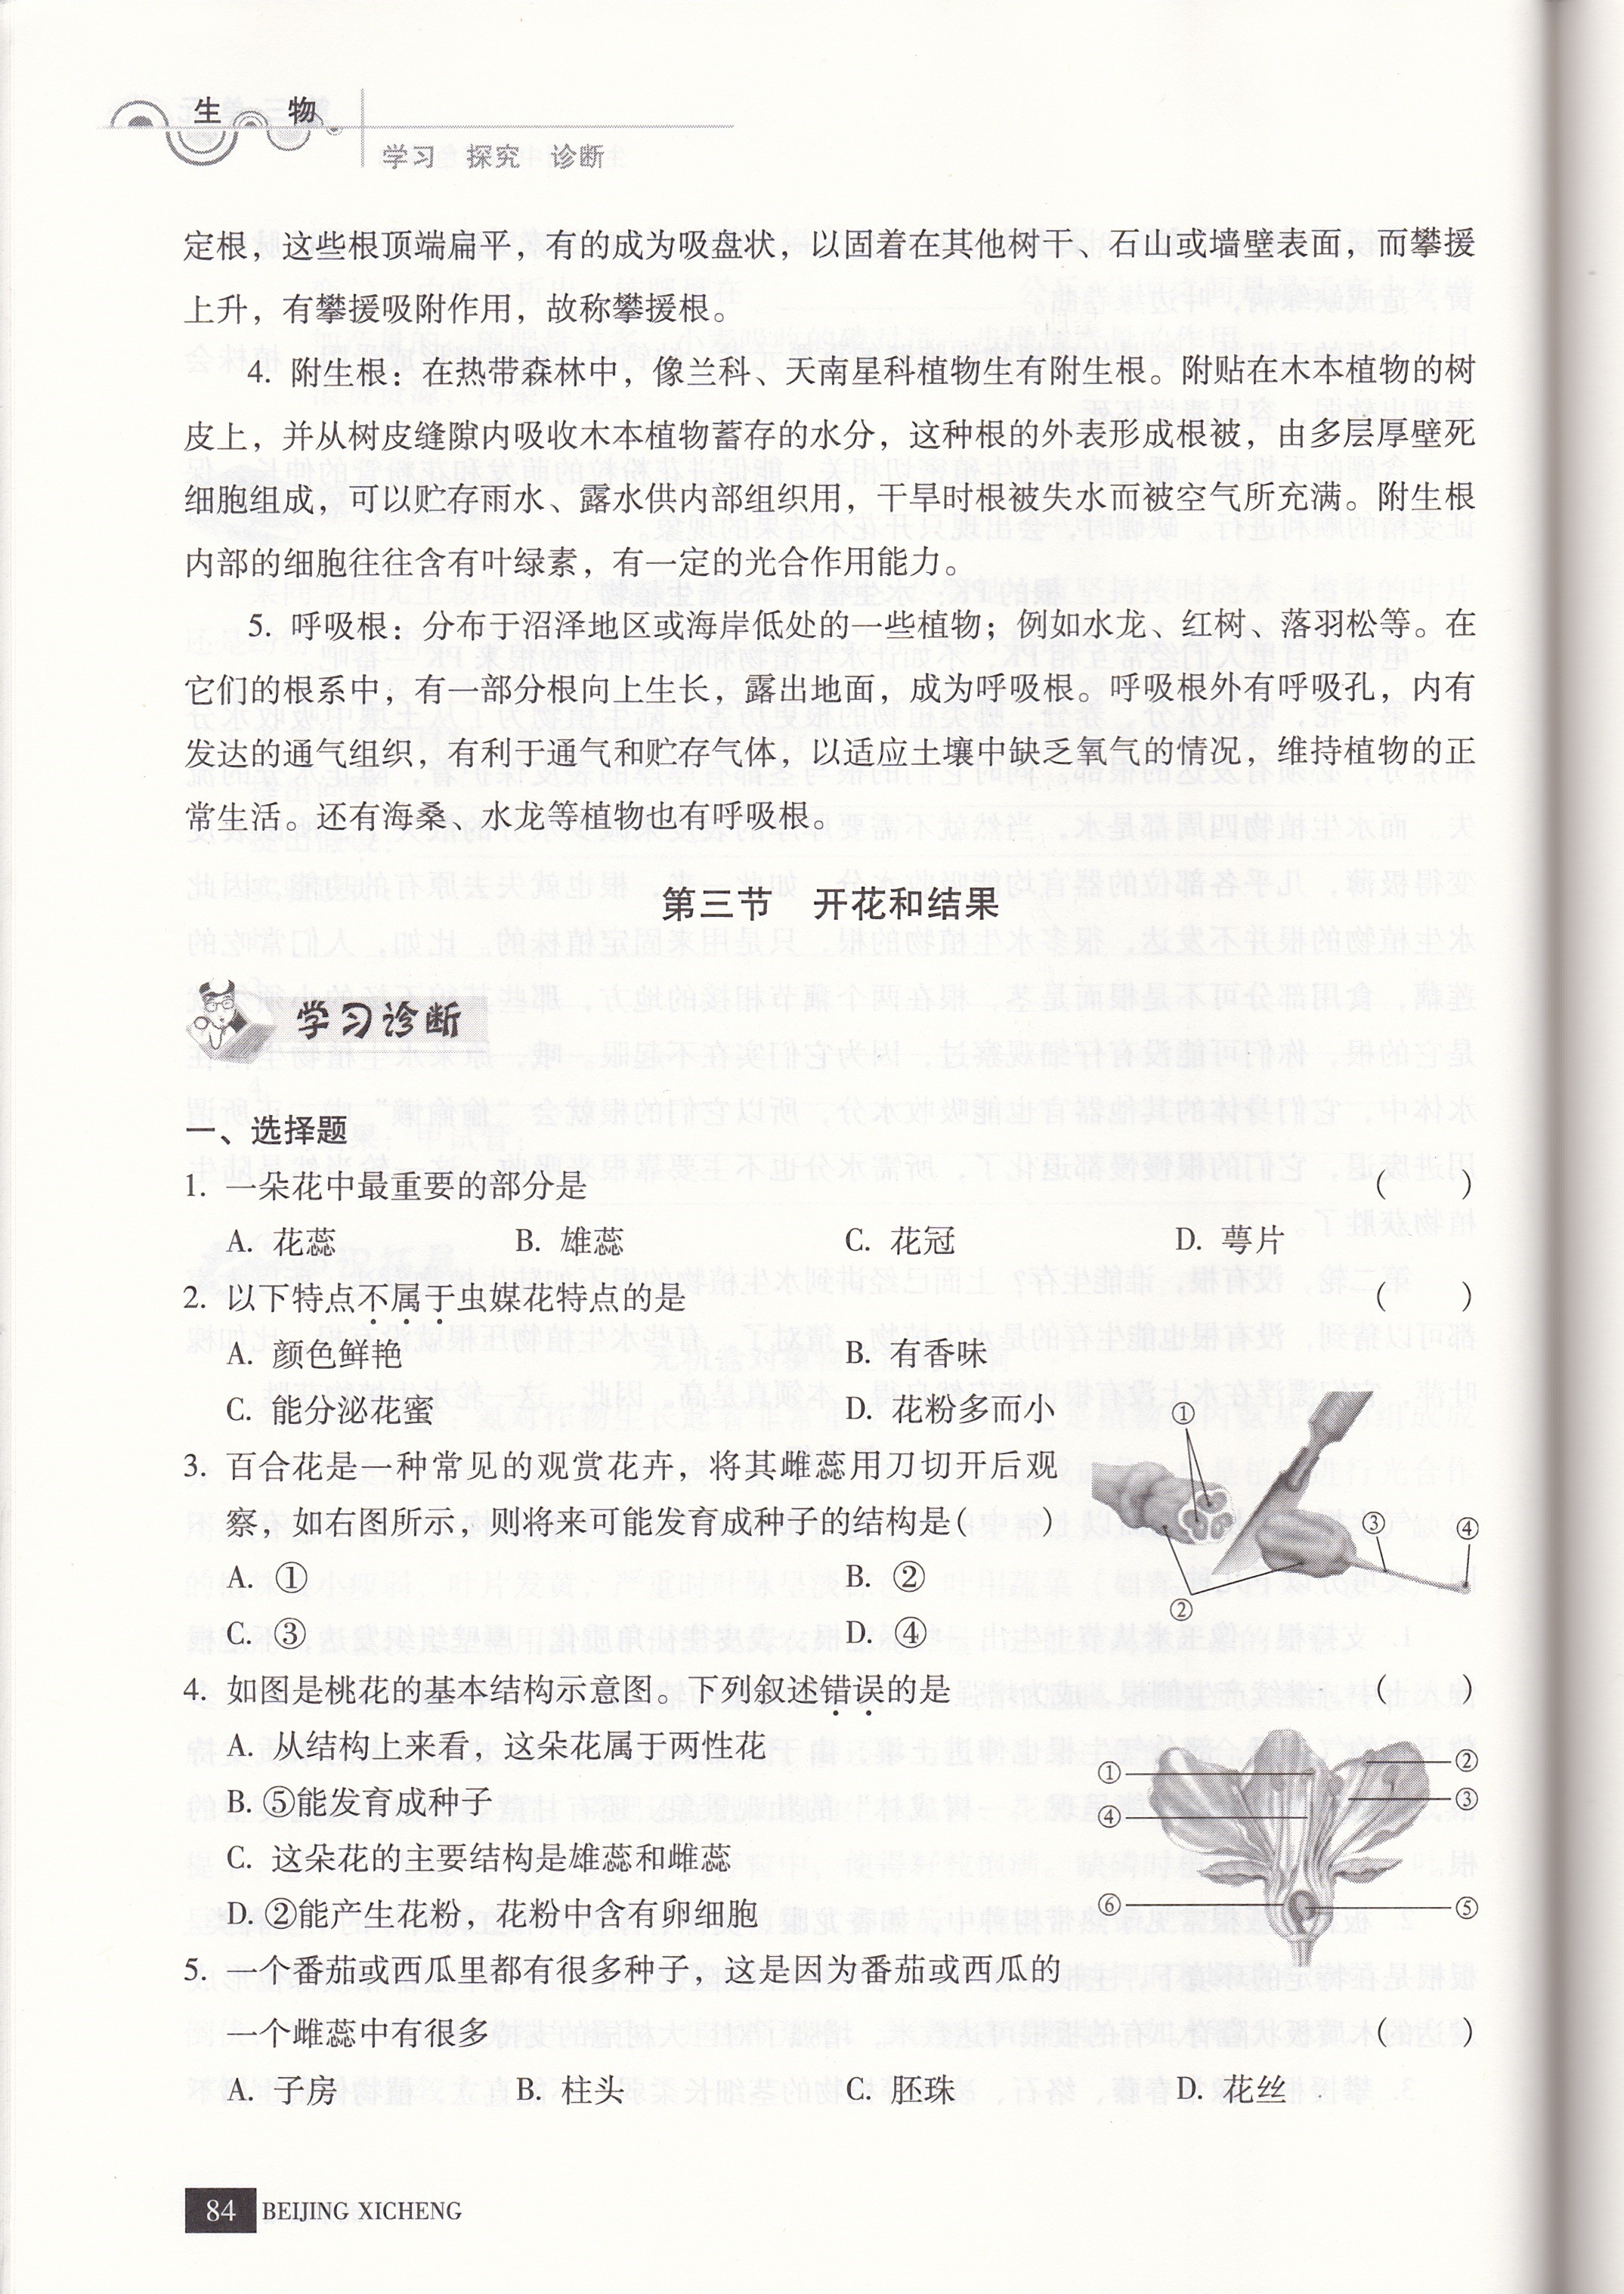 生 物
学习 探究 诊断
定根，这些根顶端扁平，有的成为吸盘状，以固着在其他树干、石山或墙壁表面，而攀援
上升，有攀援吸附作用，故称攀援根。
4. 附生根：在热带森林中，像兰科、天南星科植物生有附生根。附贴在木本植物的树
皮上，并从树皮缝隙内吸收木本植物蓄存的水分，这种根的外表形成根被，由多层厚壁死
细胞组成，可以贮存雨水、露水供内部组织用，干旱时根被失水而被空气所充满。附生根
内部的细胞往往含有叶绿素，有一定的光合作用能力。
5. 呼吸根：分布于沼泽地区或海岸低处的一些植物；例如水龙、红树、落羽松等。在
它们的根系中，有一部分根向上生长，露出地面，成为呼吸根。呼吸根外有呼吸孔，内有
发达的通气组织，有利于通气和贮存气体，以适应土壤中缺乏氧气的情况，维持植物的正
常生活。还有海桑、水龙等植物也有呼吸根。
第三节 开花和结果
学习诊断
一、选择题
1. 一朵花中最重要的部分是 （ ）
A. 花蕊 B. 雄蕊 C. 花冠 D. 萼片
2. 以下特点不属于虫媒花特点的是 （ ）
A. 颜色鲜艳 B. 有香味
C. 能分泌花蜜 D. 花粉多而小
3. 百合花是一种常见的观赏花卉，将其雌蕊用刀切开后观
察，如右图所示，则将来可能发育成种子的结构是（ ）
A. ① B. ②
C. ③ D. ④
①
③
④
②
4. 如图是桃花的基本结构示意图。下列叙述错误的是 （ ）
A. 从结构上来看，这朵花属于两性花
B. ⑤能发育成种子
C. 这朵花的主要结构是雄蕊和雌蕊
D. ②能产生花粉，花粉中含有卵细胞
① ②
③
④
⑥ ⑤
5. 一个番茄或西瓜里都有很多种子，这是因为番茄或西瓜的
一个雌蕊中有很多 （ ）
A. 子房 B. 柱头 C. 胚珠 D. 花丝
84 BEIJING XICHENG